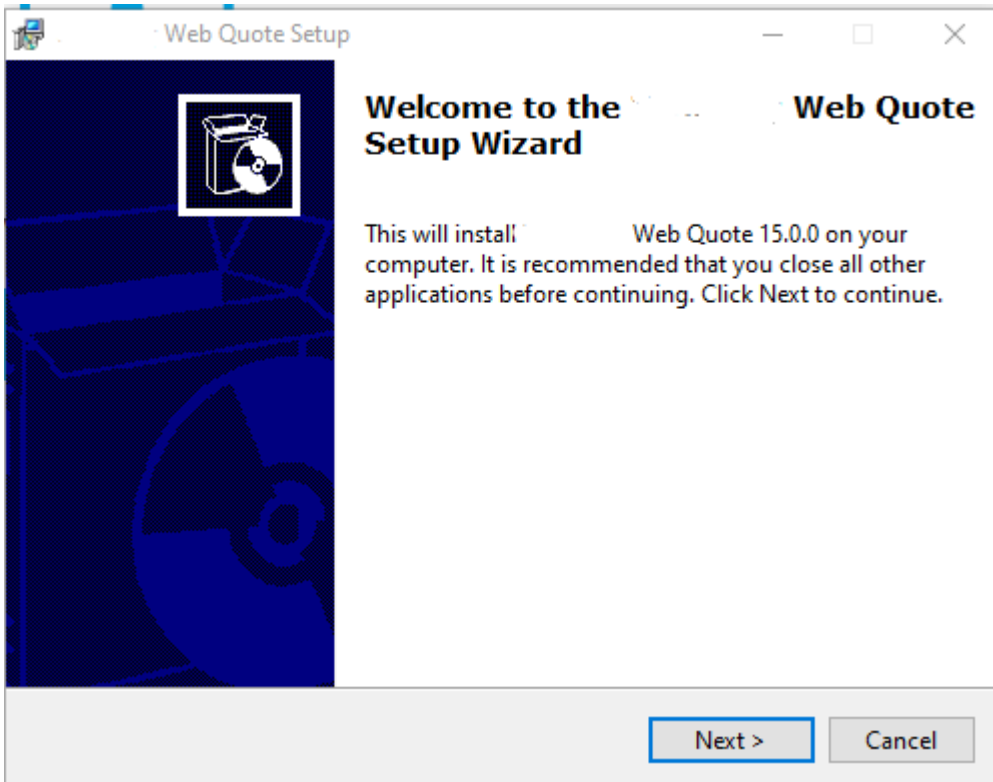 Web Quote Setup
Welcome to the Web Quote
Setup Wizard
This will install Web Quote 15.0.0 on your
computer. It is recommended that you close all other
applications before continuing. Click Next to continue.
Next > Cancel